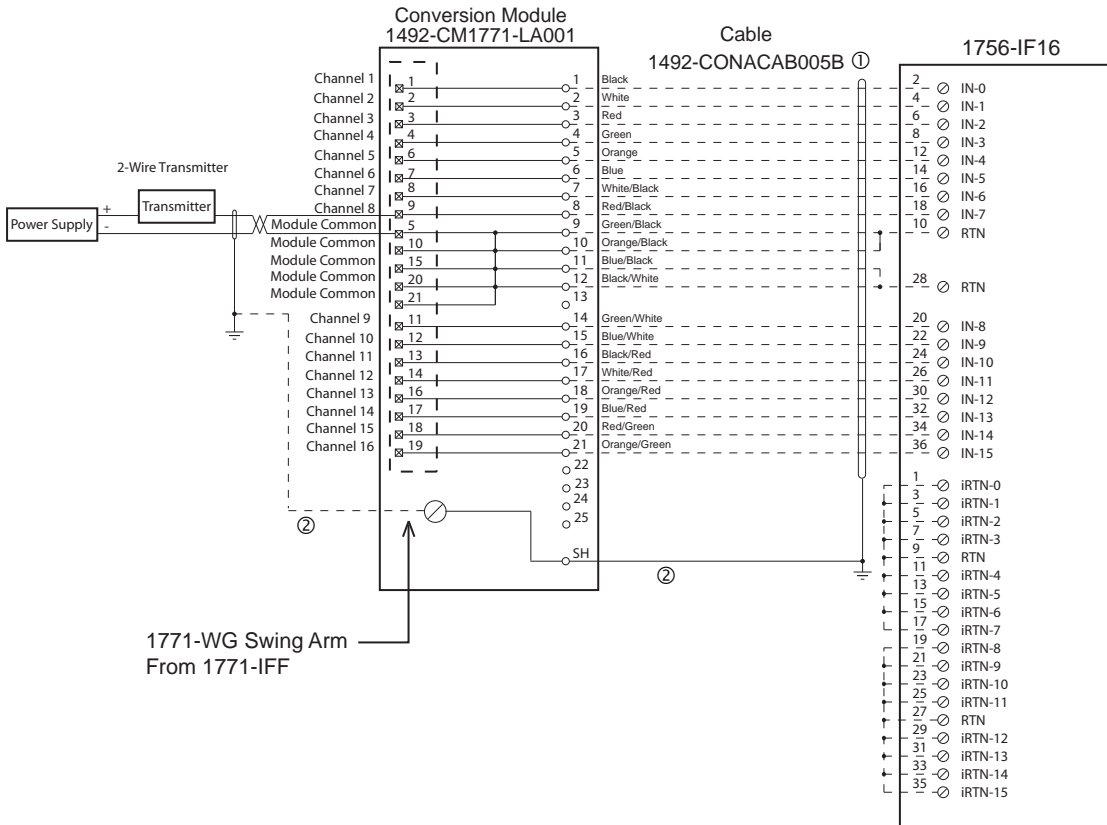 Conversion Module
1492-CM1771-LA001
Cable
1492-CONACAB005B ①
1756-IF16
Channel 1 1 1 Black 2 IN-0
Channel 2 2 2 White 4 IN-1
Channel 3 3 3 Red 6 IN-2
Channel 4 4 4 Green 8 IN-3
Channel 5 6 5 Orange 12 IN-4
Channel 6 7 6 Blue 14 IN-5
Channel 7 8 7 White/Black 16 IN-6
Channel 8 9 8 Red/Black 18 IN-7
Module Common 5 9 Green/Black 10 RTN
Module Common 10 10 Orange/Black
Module Common 15 11 Blue/Black
Module Common 20 12 Black/White 28 RTN
Module Common 21 13
Channel 9 11 14 Green/White 20 IN-8
Channel 10 12 15 Blue/White 22 IN-9
Channel 11 13 16 Black/Red 24 IN-10
Channel 12 14 17 White/Red 26 IN-11
Channel 13 16 18 Orange/Red 30 IN-12
Channel 14 17 19 Blue/Red 32 IN-13
Channel 15 18 20 Red/Green 34 IN-14
Channel 16 19 21 Orange/Green 36 IN-15
22
23
24
25
SH
2-Wire Transmitter
Transmitter
Power Supply + -
②
②
1771-WG Swing Arm
From 1771-IFF
1 iRTN-0
3 iRTN-1
5 iRTN-2
7 iRTN-3
9 RTN
11 iRTN-4
13 iRTN-5
15 iRTN-6
17 iRTN-7
19 iRTN-8
21 iRTN-9
23 iRTN-10
25 iRTN-11
27 RTN
29 iRTN-12
31 iRTN-13
33 iRTN-14
35 iRTN-15